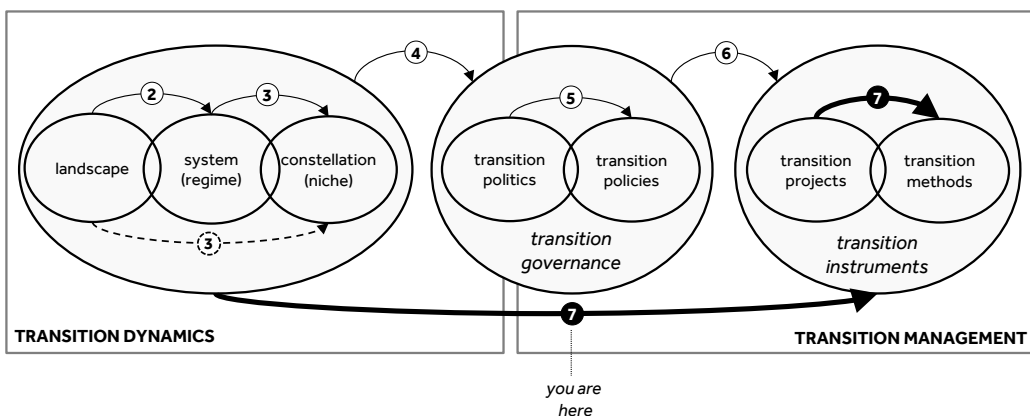 4
6
2
3
5
7
landscape
system
(regime)
constellation
(niche)
transition
politics
transition
policies
transition
projects
transition
methods
3
transition
governance
transition
instruments
7
TRANSITION DYNAMICS
TRANSITION MANAGEMENT
you are
here